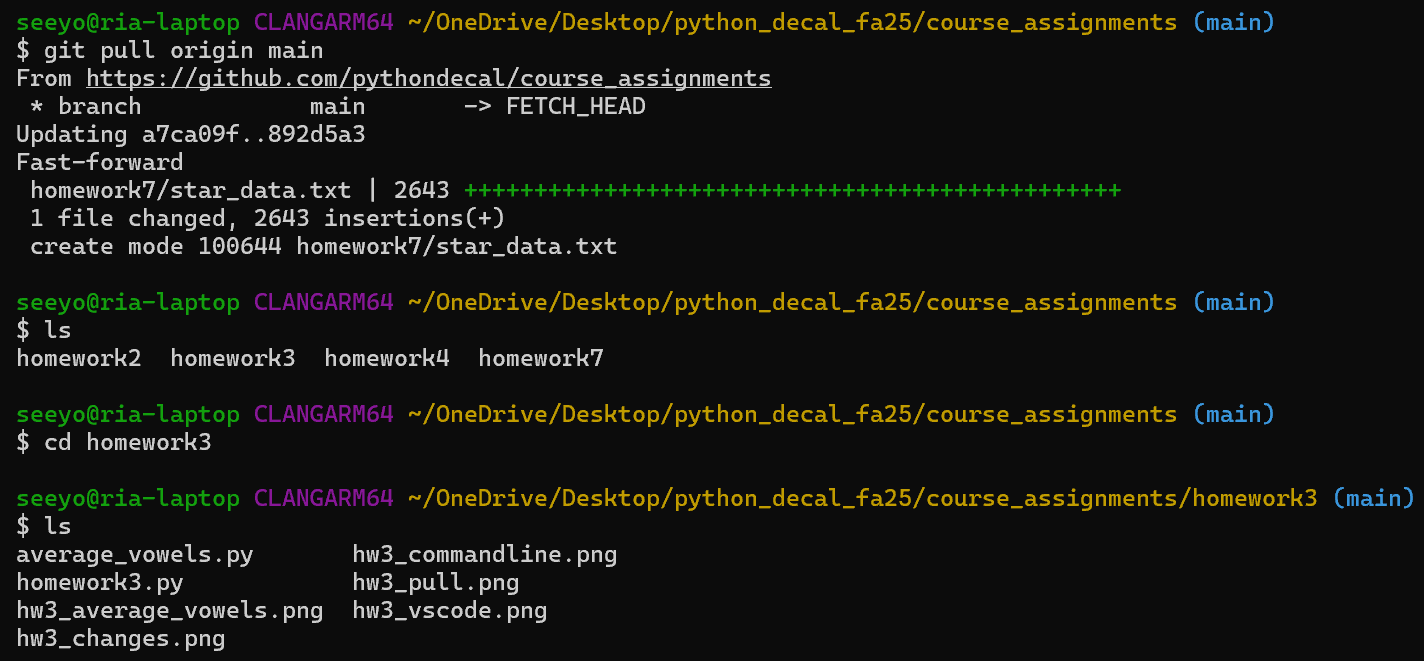 seeyo@ria-laptop CLANGARM64 ~/OneDrive/Desktop/python_decal_fa25/course_assignments (main)
$ git pull origin main
From https://github.com/pythondecal/course_assignments
 * branch            main       -> FETCH_HEAD
Updating a7ca09f..892d5a3
Fast-forward
 homework7/star_data.txt | 2643 +++++++++++++++++++++++++++++++++++++++++++++++
 1 file changed, 2643 insertions(+)
 create mode 100644 homework7/star_data.txt
seeyo@ria-laptop CLANGARM64 ~/OneDrive/Desktop/python_decal_fa25/course_assignments (main)
$ ls
homework2  homework3  homework4  homework7
seeyo@ria-laptop CLANGARM64 ~/OneDrive/Desktop/python_decal_fa25/course_assignments (main)
$ cd homework3
seeyo@ria-laptop CLANGARM64 ~/OneDrive/Desktop/python_decal_fa25/course_assignments/homework3 (main)
$ ls
average_vowels.py       hw3_commandline.png
homework3.py            hw3_pull.png
hw3_average_vowels.png  hw3_vscode.png
hw3_changes.png